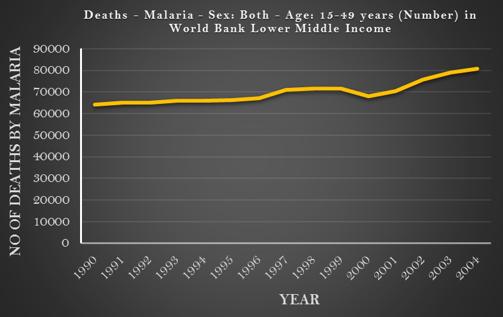 Deaths - Malaria - Sex: Both - Age: 15-49 years (Number) in
World Bank Lower Middle Income
NO OF DEATHS BY MALARIA
90000
80000
70000
60000
50000
40000
30000
20000
10000
0
1990 1991 1992 1993 1994 1995 1996 1997 1998 1999 2000 2001 2002 2003 2004
YEAR